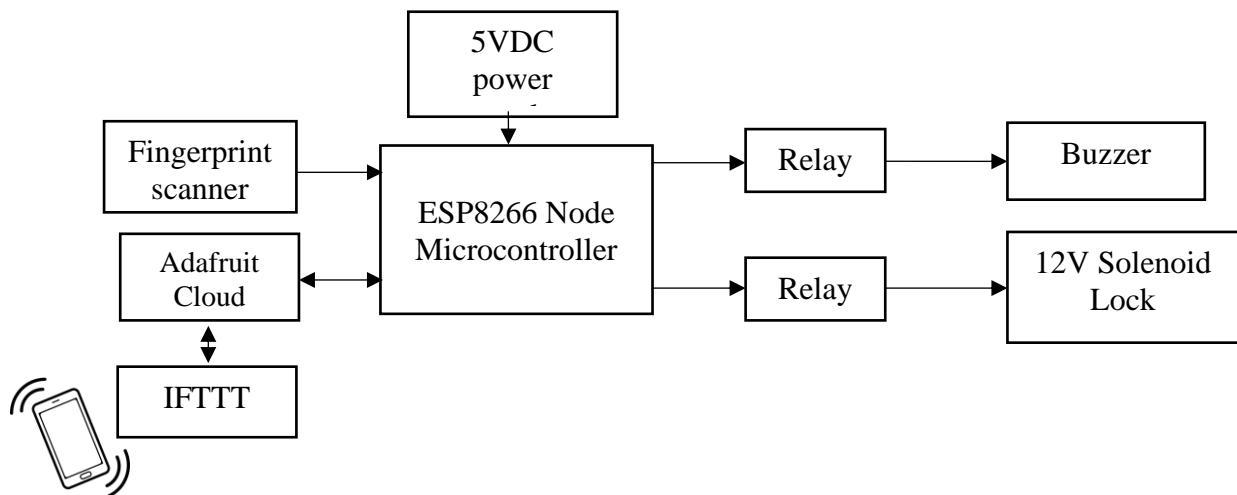 5VDC
power
Fingerprint
scanner
ESP8266 Node
Microcontroller
Relay
Buzzer
Adafruit
Cloud
Relay
12V Solenoid
Lock
IFTTT